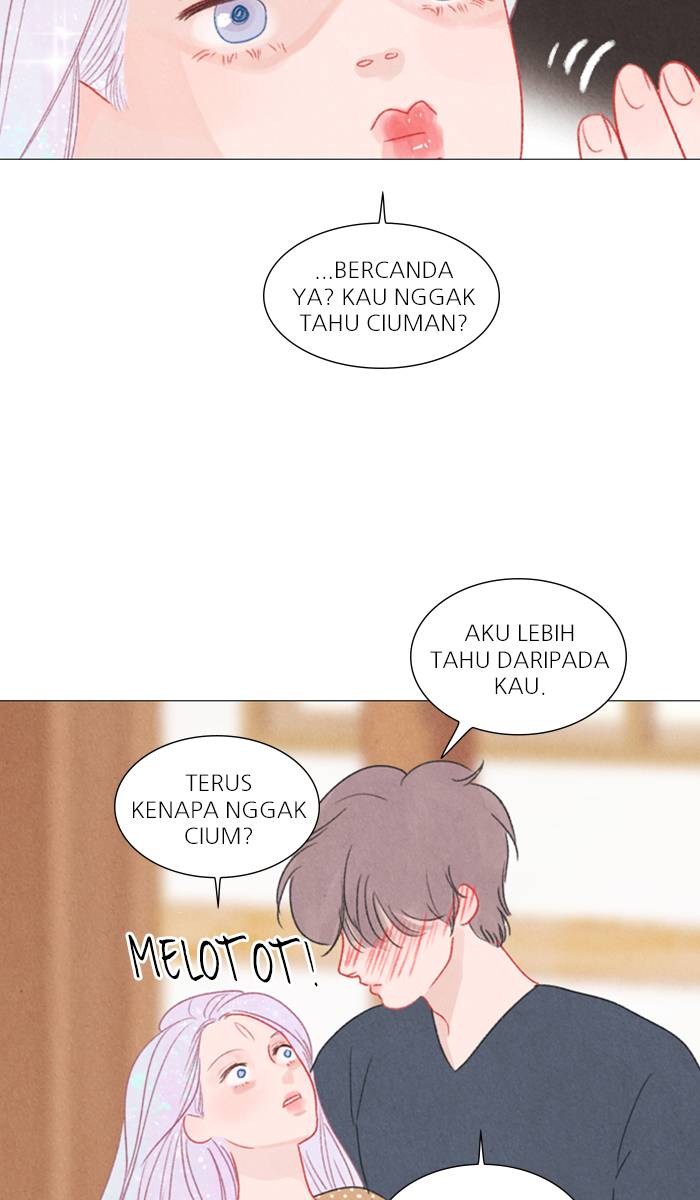 ...BERCANDA
YA? KAU NGGAK
TAHU CIUMAN?
AKU LEBIH
TAHU DARIPADA
KAU.
TERUS
KENAPA NGGAK
CIUM?
MELOTOT!